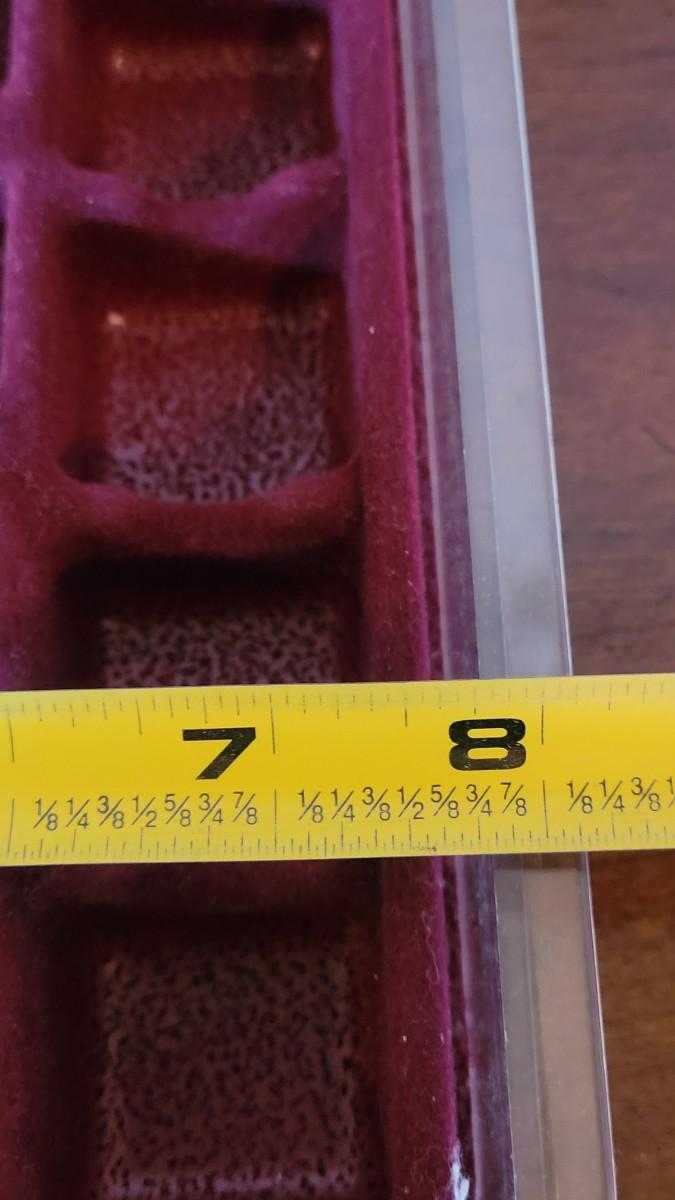 7 8
⅛ ¼ ⅜ ½ ⅝ ¾ ⅞ ⅛ ¼ ⅜ ½ ⅝ ¾ ⅞ ⅛ ¼ ⅜